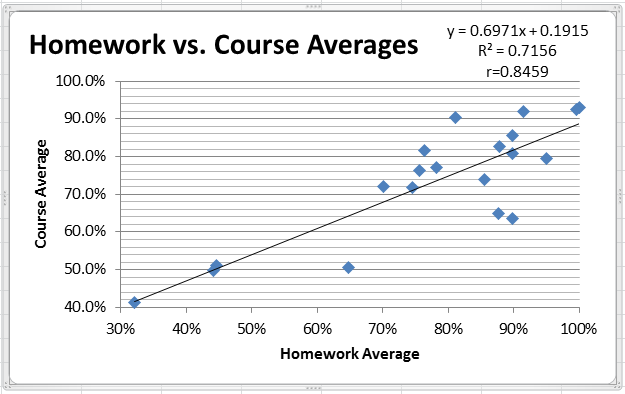 Homework vs. Course Averages
y = 0.6971x + 0.1915
R² = 0.7156
r=0.8459
100.0%
90.0%
80.0%
70.0%
60.0%
50.0%
40.0%
Course Average
30%
40%
50%
60%
70%
80%
90%
100%
Homework Average